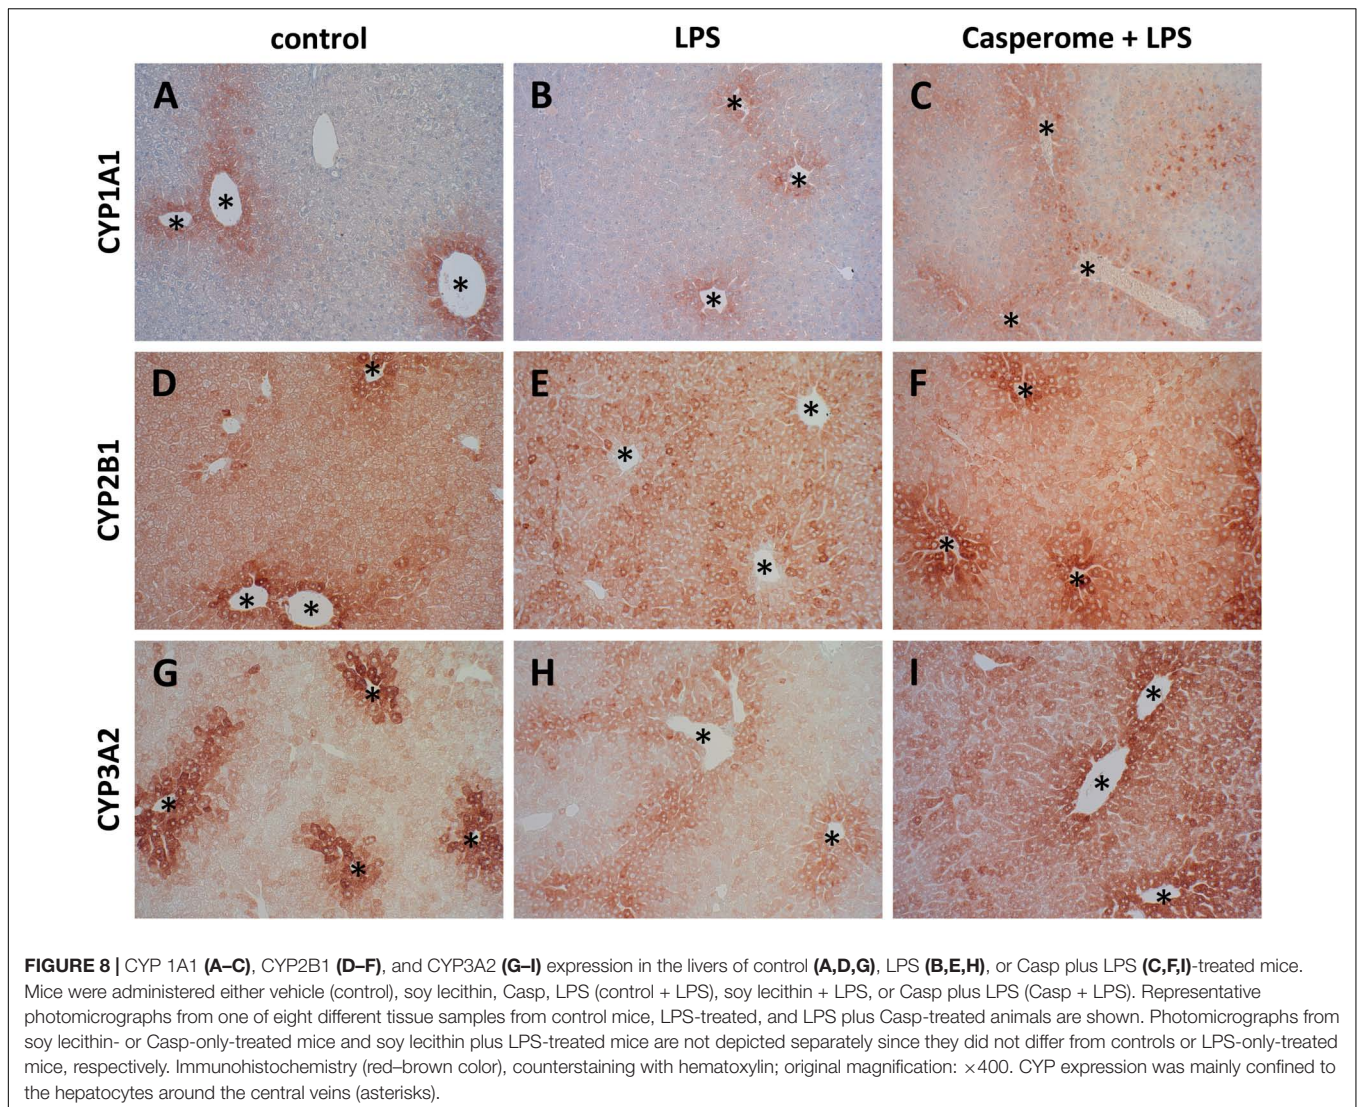 control
LPS
Casperome + LPS
CYP1A1
A
*
*
*
B
*
*
*
C
*
*
*
CYP2B1
D
*
*
*
E
*
*
*
F
*
*
*
CYP3A2
G
*
*
*
*
H
*
*
I
*
*
*
FIGURE 8 | CYP 1A1 (A–C), CYP2B1 (D–F), and CYP3A2 (G–I) expression in the livers of control (A,D,G), LPS (B,E,H), or Casp plus LPS (C,F,I)-treated mice.
Mice were administered either vehicle (control), soy lecithin, Casp, LPS (control + LPS), soy lecithin + LPS, or Casp plus LPS (Casp + LPS). Representative
photomicrographs from one of eight different tissue samples from control mice, LPS-treated, and LPS plus Casp-treated animals are shown. Photomicrographs from
soy lecithin- or Casp-only-treated mice and soy lecithin plus LPS-treated mice are not depicted separately since they did not differ from controls or LPS-only-treated
mice, respectively. Immunohistochemistry (red–brown color), counterstaining with hematoxylin; original magnification: ×400. CYP expression was mainly confined to
the hepatocytes around the central veins (asterisks).